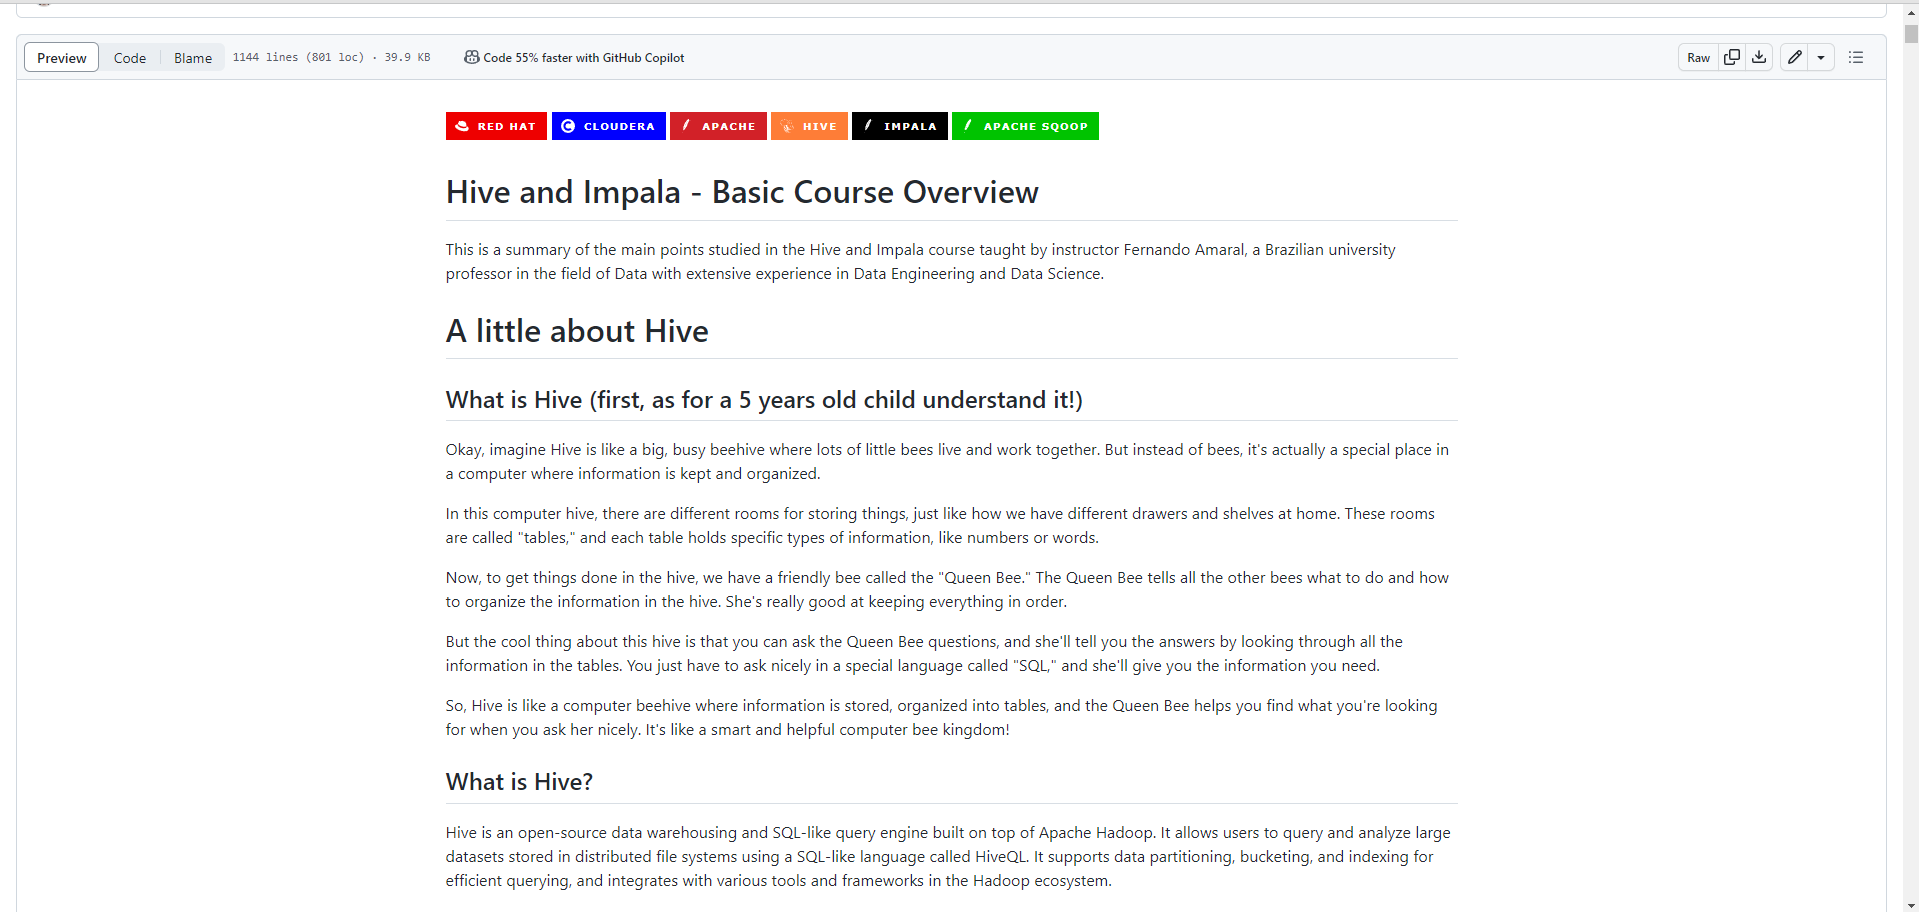 Preview Code Blame 1144 lines (801 loc) · 39.9 KB Code 55% faster with GitHub Copilot Raw
RED HAT CLOUDERA APACHE HIVE IMPALA APACHE SQOOP
Hive and Impala - Basic Course Overview
This is a summary of the main points studied in the Hive and Impala course taught by instructor Fernando Amaral, a Brazilian university
professor in the field of Data with extensive experience in Data Engineering and Data Science.
A little about Hive
What is Hive (first, as for a 5 years old child understand it!)
Okay, imagine Hive is like a big, busy beehive where lots of little bees live and work together. But instead of bees, it's actually a special place in
a computer where information is kept and organized.
In this computer hive, there are different rooms for storing things, just like how we have different drawers and shelves at home. These rooms
are called "tables," and each table holds specific types of information, like numbers or words.
Now, to get things done in the hive, we have a friendly bee called the "Queen Bee." The Queen Bee tells all the other bees what to do and how
to organize the information in the hive. She's really good at keeping everything in order.
But the cool thing about this hive is that you can ask the Queen Bee questions, and she'll tell you the answers by looking through all the
information in the tables. You just have to ask nicely in a special language called "SQL," and she'll give you the information you need.
So, Hive is like a computer beehive where information is stored, organized into tables, and the Queen Bee helps you find what you're looking
for when you ask her nicely. It's like a smart and helpful computer bee kingdom!
What is Hive?
Hive is an open-source data warehousing and SQL-like query engine built on top of Apache Hadoop. It allows users to query and analyze large
datasets stored in distributed file systems using a SQL-like language called HiveQL. It supports data partitioning, bucketing, and indexing for
efficient querying, and integrates with various tools and frameworks in the Hadoop ecosystem.